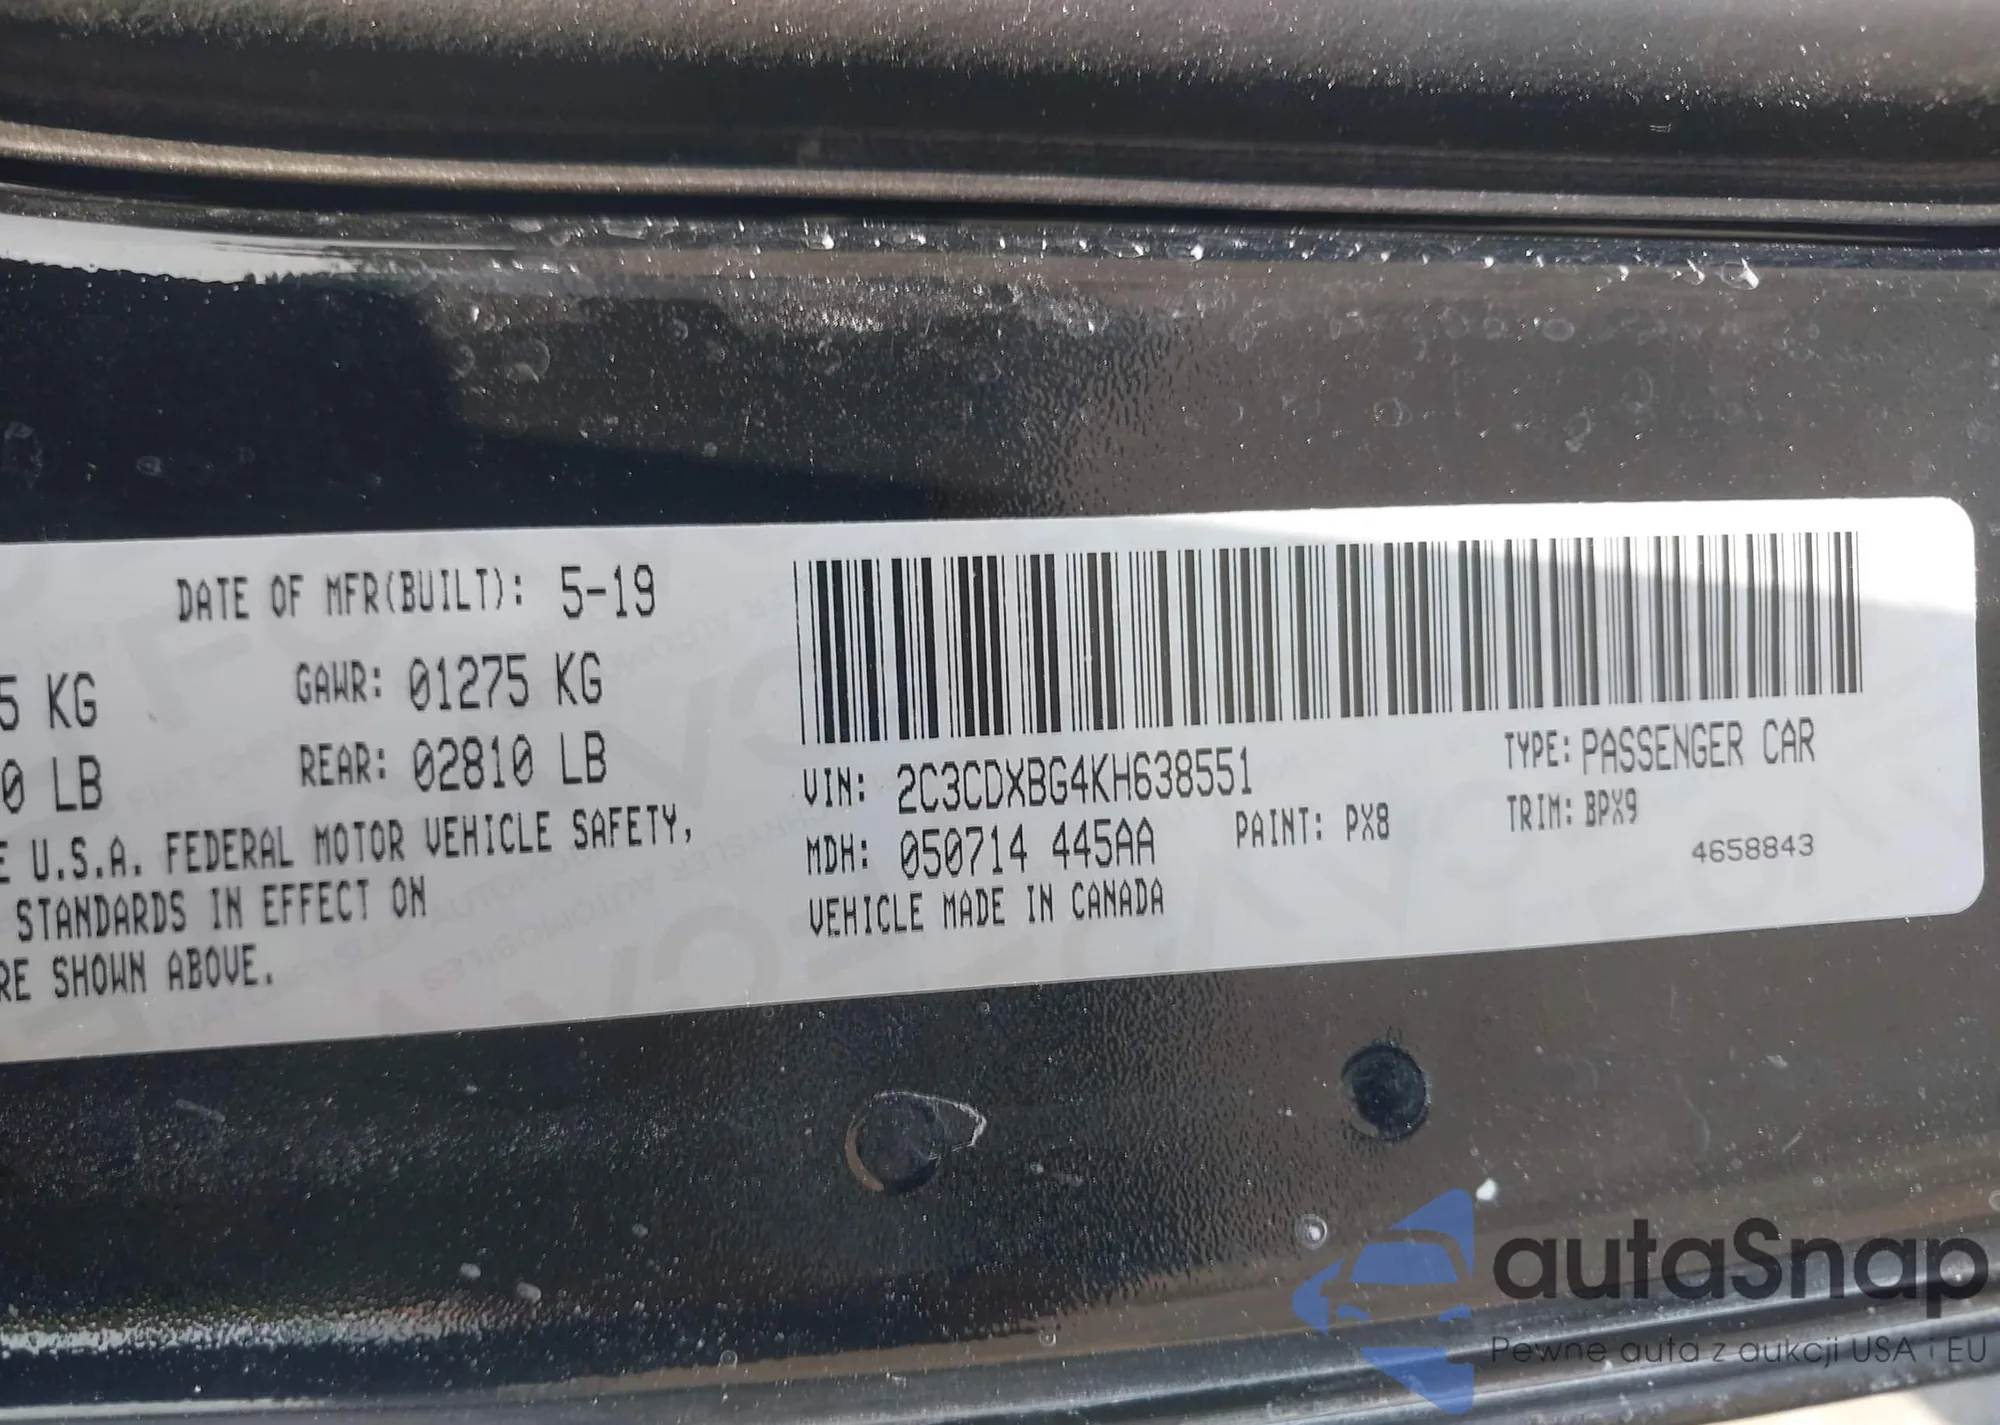 DATE OF MFR(BUILT): 5-19
5 KG GAWR: 01275 KG
0 LB REAR: 02810 LB
E U.S.A. FEDERAL MOTOR VEHICLE SAFETY,
STANDARDS IN EFFECT ON
RE SHOWN ABOVE.
VIN: 2C3CDXBG4KH638551 TYPE: PASSENGER CAR
MDH: 050714 445AA PAINT: PX8 TRIM: BPX9
VEHICLE MADE IN CANADA 4658843
autaSnap
Pewne auta z aukcji USA i EU